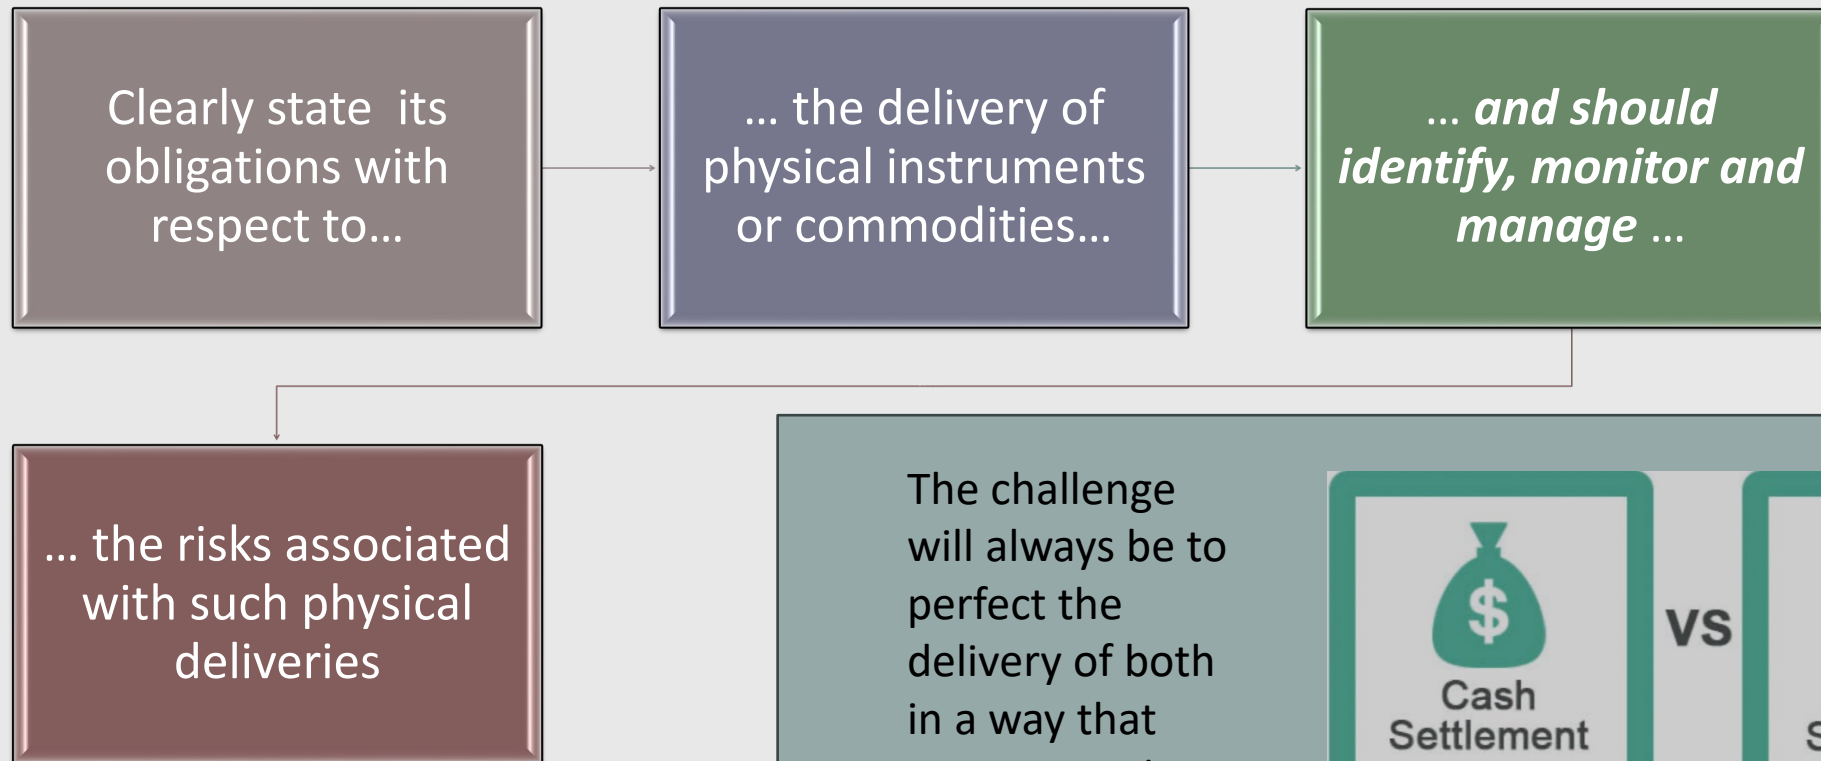 Clearly state its
obligations with
respect to...
... the delivery of
physical instruments
or commodities...
... and should
identify, monitor and
manage ...
... the risks associated
with such physical
deliveries
The challenge
will always be to
perfect the
delivery of both
in a way that
$
Cash
Settlement
VS
S